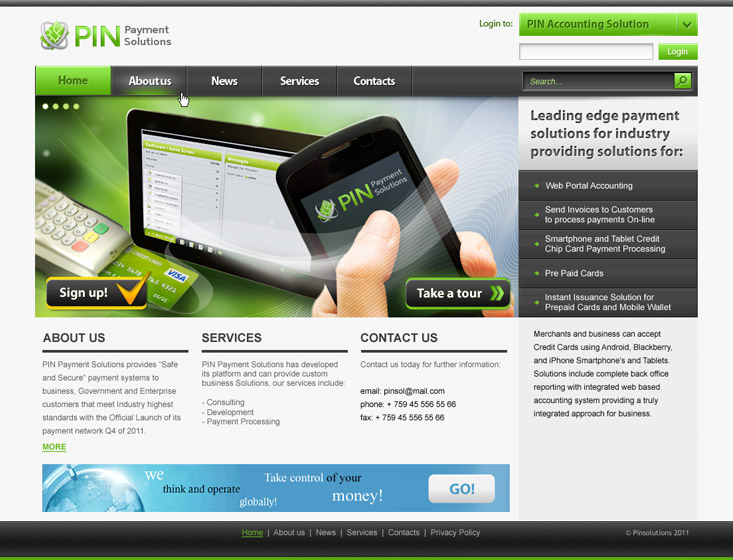 PIN Payment
Solutions
Login to:
PIN Accounting Solution
Login
Home
About us
News
Services
Contacts
Search...
PIN Payment
Solutions
VISA
Sign up!
Take a tour
Leading edge payment
solutions for industry
providing solutions for:
Web Portal Accounting
Send Invoices to Customers
to process payments On-line
Smartphone and Tablet Credit
Chip Card Payment Processing
Pre Paid Cards
Instant Issuance Solution for
Prepaid Cards and Mobile Wallet
Merchants and business can accept
Credit Cards using Android, Blackberry,
and iPhone Smartphone's and Tablets.
Solutions include complete back office
reporting with integrated web based
accounting system providing a truly
integrated approach for business.
ABOUT US
PIN Payment Solutions provides "Safe
and Secure" payment systems to
business, Government and Enterprise
customers that meet Industry highest
standards with the Official Launch of its
payment network Q4 of 2011.
MORE
SERVICES
PIN Payment Solutions has developed
its platform and can provide custom
business Solutions, our services include:
- Consulting
- Development
- Payment Processing
CONTACT US
Contact us today for further information:
email: pinsol@mail.com
phone: + 759 45 556 55 66
fax: + 759 45 556 55 66
we
think and operate
globally!
Take control of your
money!
GO!
Home | About us | News | Services | Contacts | Privacy Policy
© Pinsolutions 2011